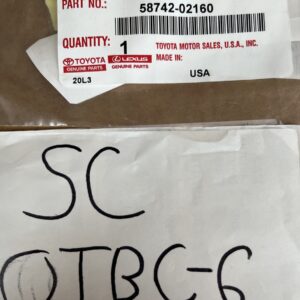 PART NO.: 58742-02160
QUANTITY: 1 TOYOTA MOTOR SALES, U.S.A., INC.
TOYOTA LEXUS MADE IN:
GENUINE PARTS GENUINE PARTS
20L3 USA
SC
OTBC-6